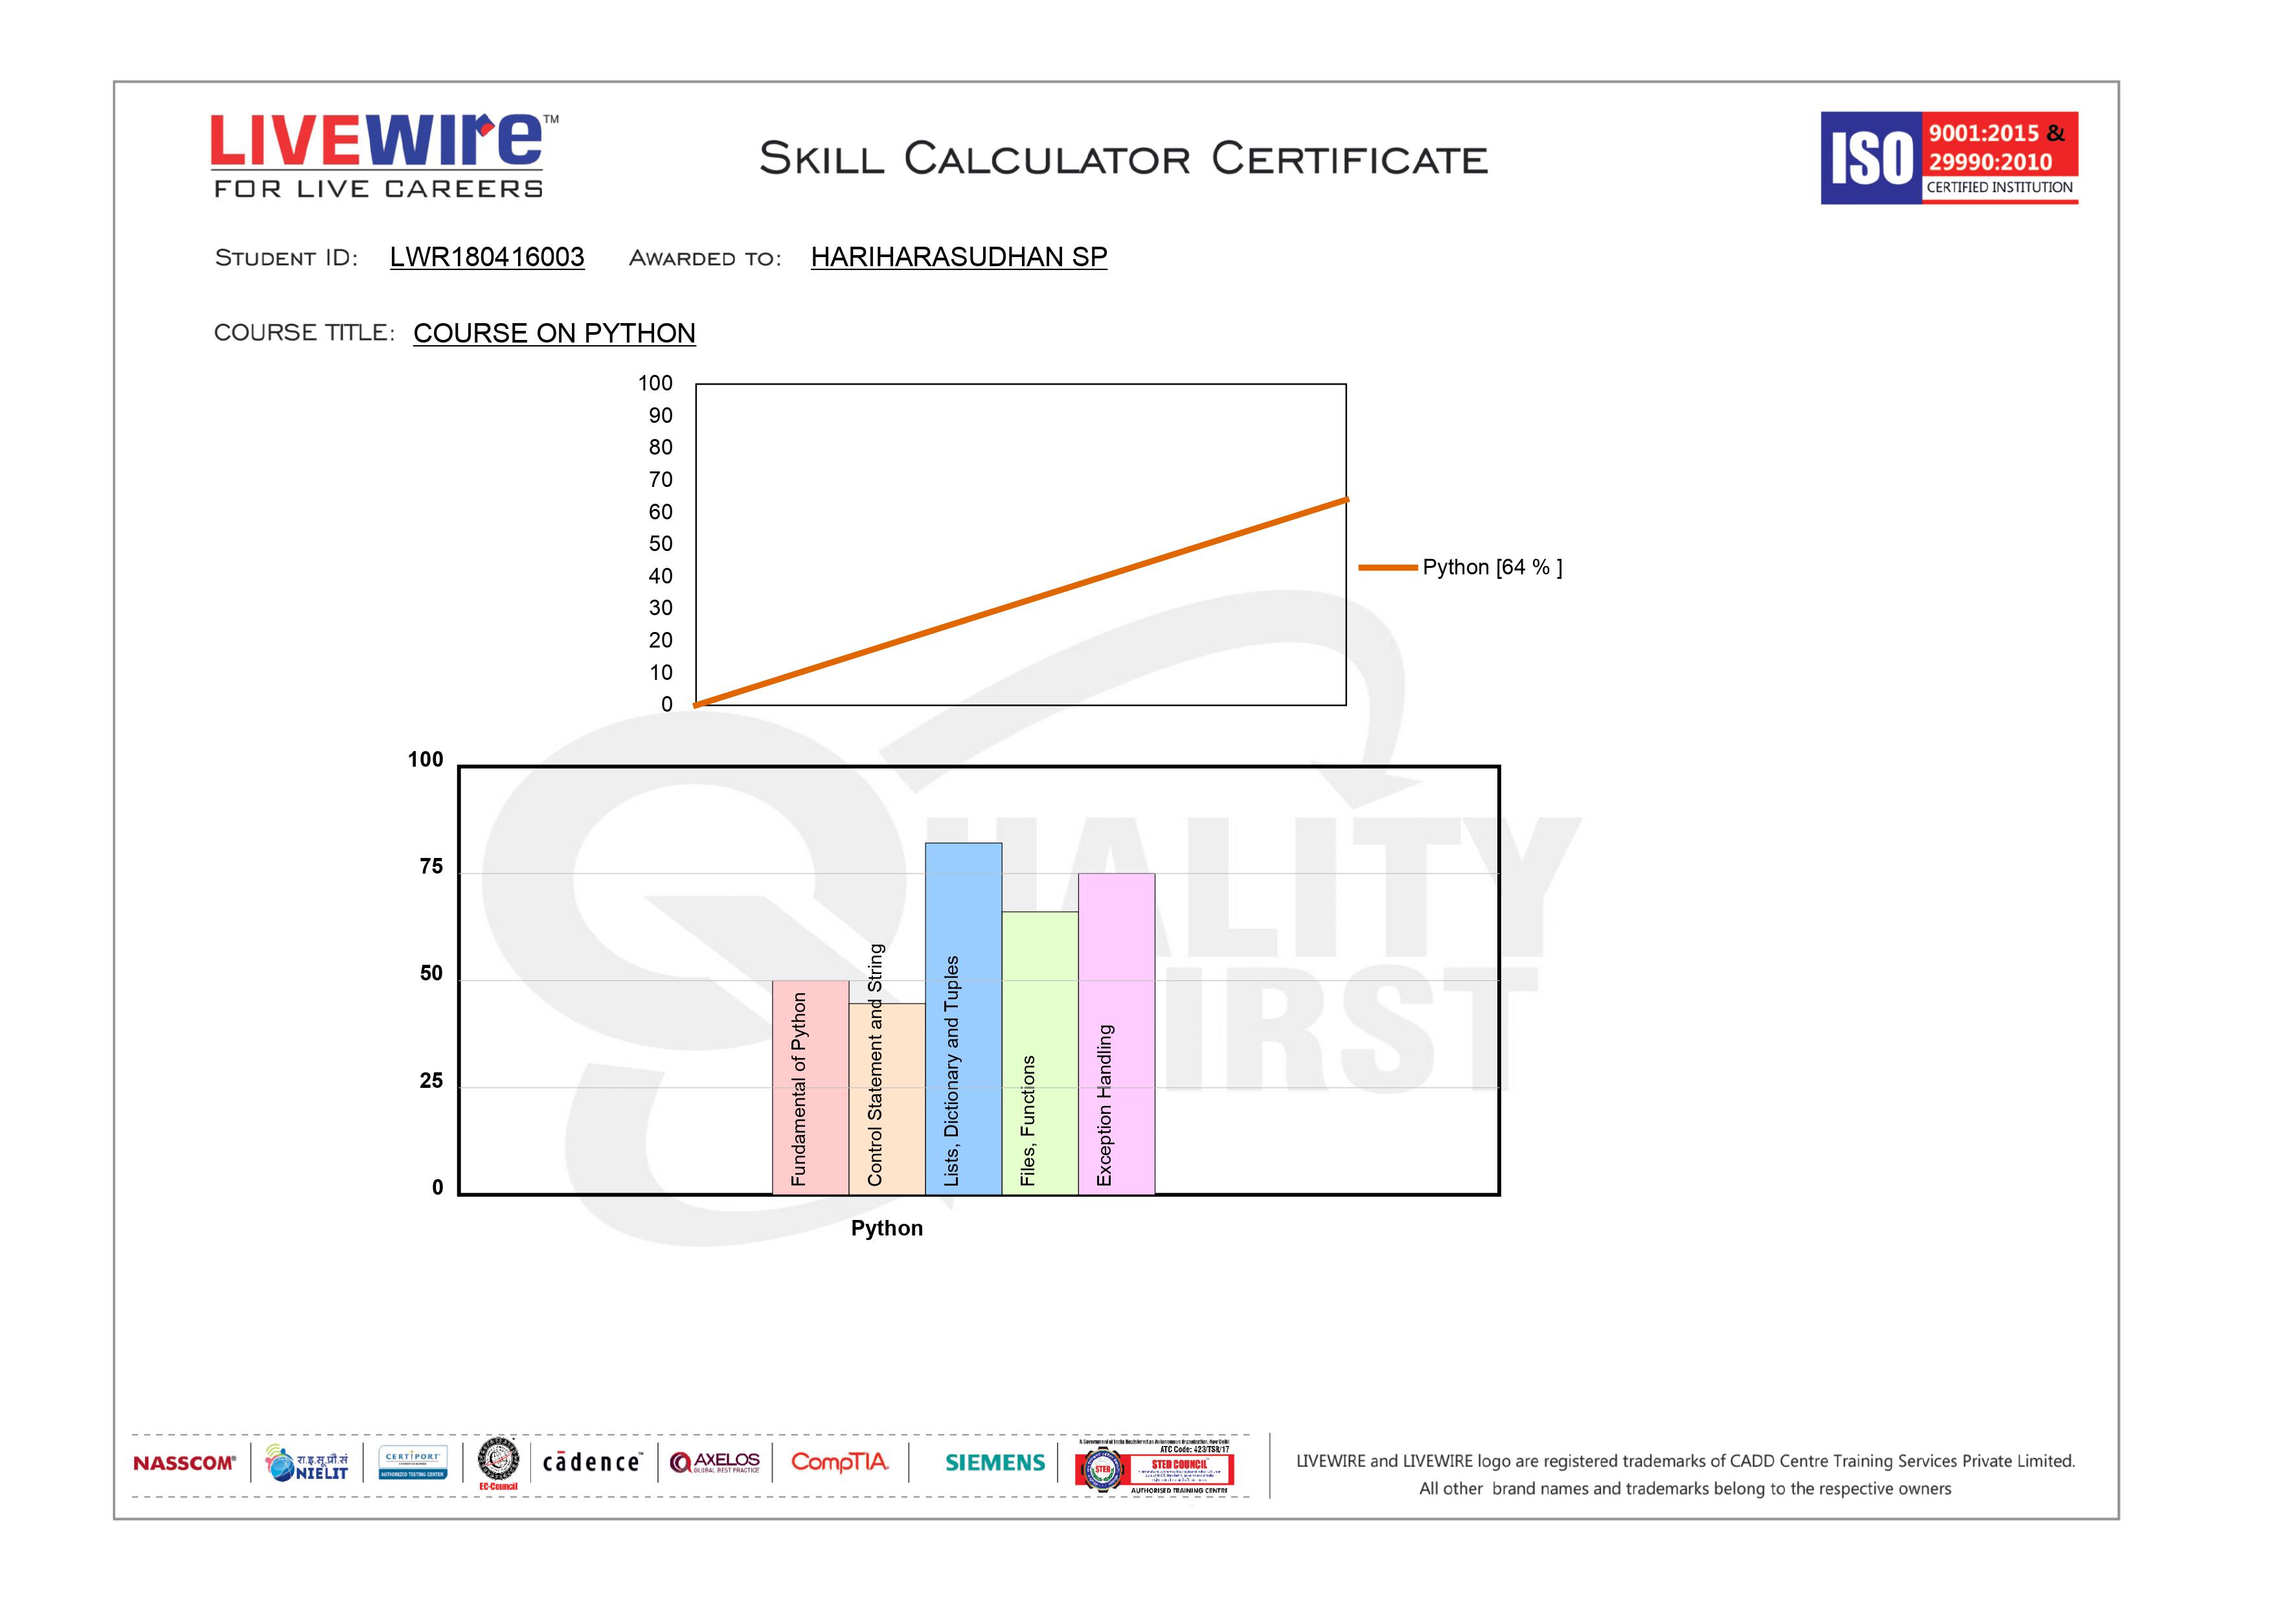 LIVEWIRE™
FOR LIVE CAREERS
SKILL CALCULATOR CERTIFICATE
ISO 9001:2015 &
29990:2010
CERTIFIED INSTITUTION
STUDENT ID: LWR180416003 AWARDED TO: HARIHARASUDHAN SP
COURSE TITLE: COURSE ON PYTHON
100
90
80
70
60
50
40
30
20
10
0
Python [64 % ]
QUALITY
FIRST
100
75
50
25
0
Fundamental of Python
Control Statement and String
Lists, Dictionary and Tuples
Files, Functions
Exception Handling
Python
NASSCOM®
रा.इ.सू.प्रौ.सं
NIELIT
CERTIPORT
AUTHORIZED TESTING CENTER
EC-Council
cādence™
AXELOS
GLOBAL BEST PRACTICE
CompTIA.
SIEMENS
ATC Code: 423/TSR/17
STED
STED COUNCIL
AUTHORISED TRAINING CENTRE
LIVEWIRE and LIVEWIRE logo are registered trademarks of CADD Centre Training Services Private Limited.
All other brand names and trademarks belong to the respective owners